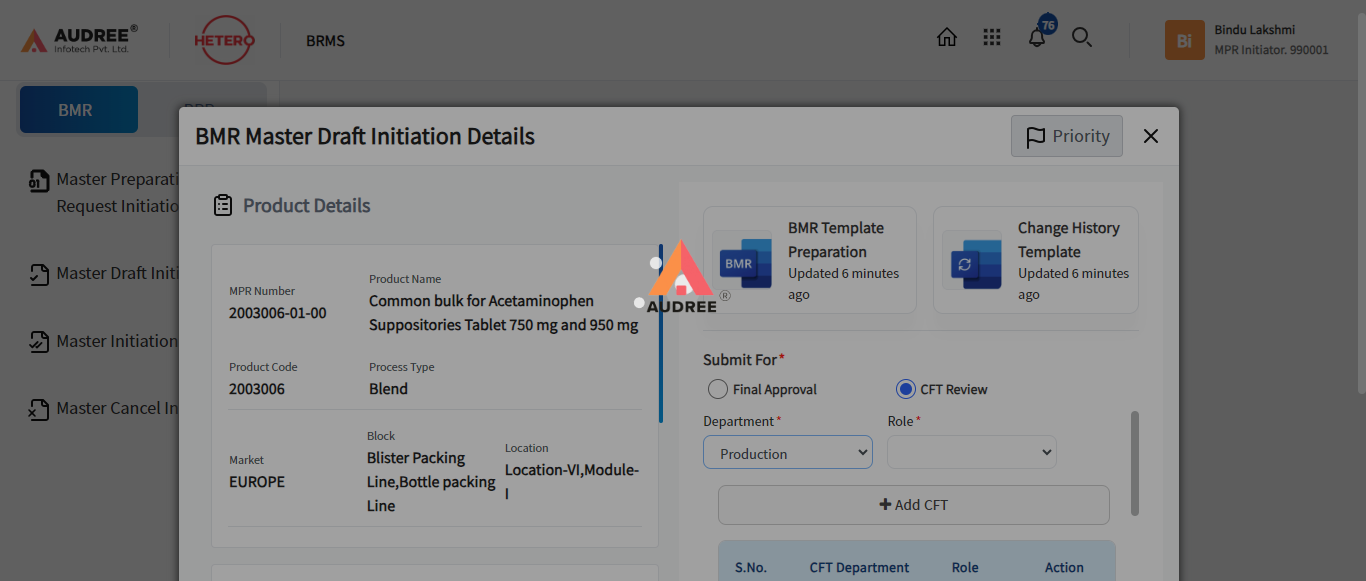 AUDREE®
Infotech Pvt. Ltd.
HETERO
BRMS
76
Bi
Bindu Lakshmi
MPR Initiator. 990001
BMR
BMR Master Draft Initiation Details
Priority
Master Preparati
Request Initiatio
Master Draft Initi
Master Initiation
Master Cancel In
Product Details
MPR Number
2003006-01-00
Product Name
Common bulk for Acetaminophen
Suppositories Tablet 750 mg and 950 mg
Product Code
2003006
Process Type
Blend
Market
EUROPE
Block
Blister Packing
Line,Bottle packing
Line
Location
Location-VI,Module-
I
AUDREE®
BMR
BMR Template
Preparation
Updated 6 minutes
ago
Change History
Template
Updated 6 minutes
ago
Submit For*
Final Approval
CFT Review
Department*
Production
Role*
+ Add CFT
S.No. CFT Department Role Action